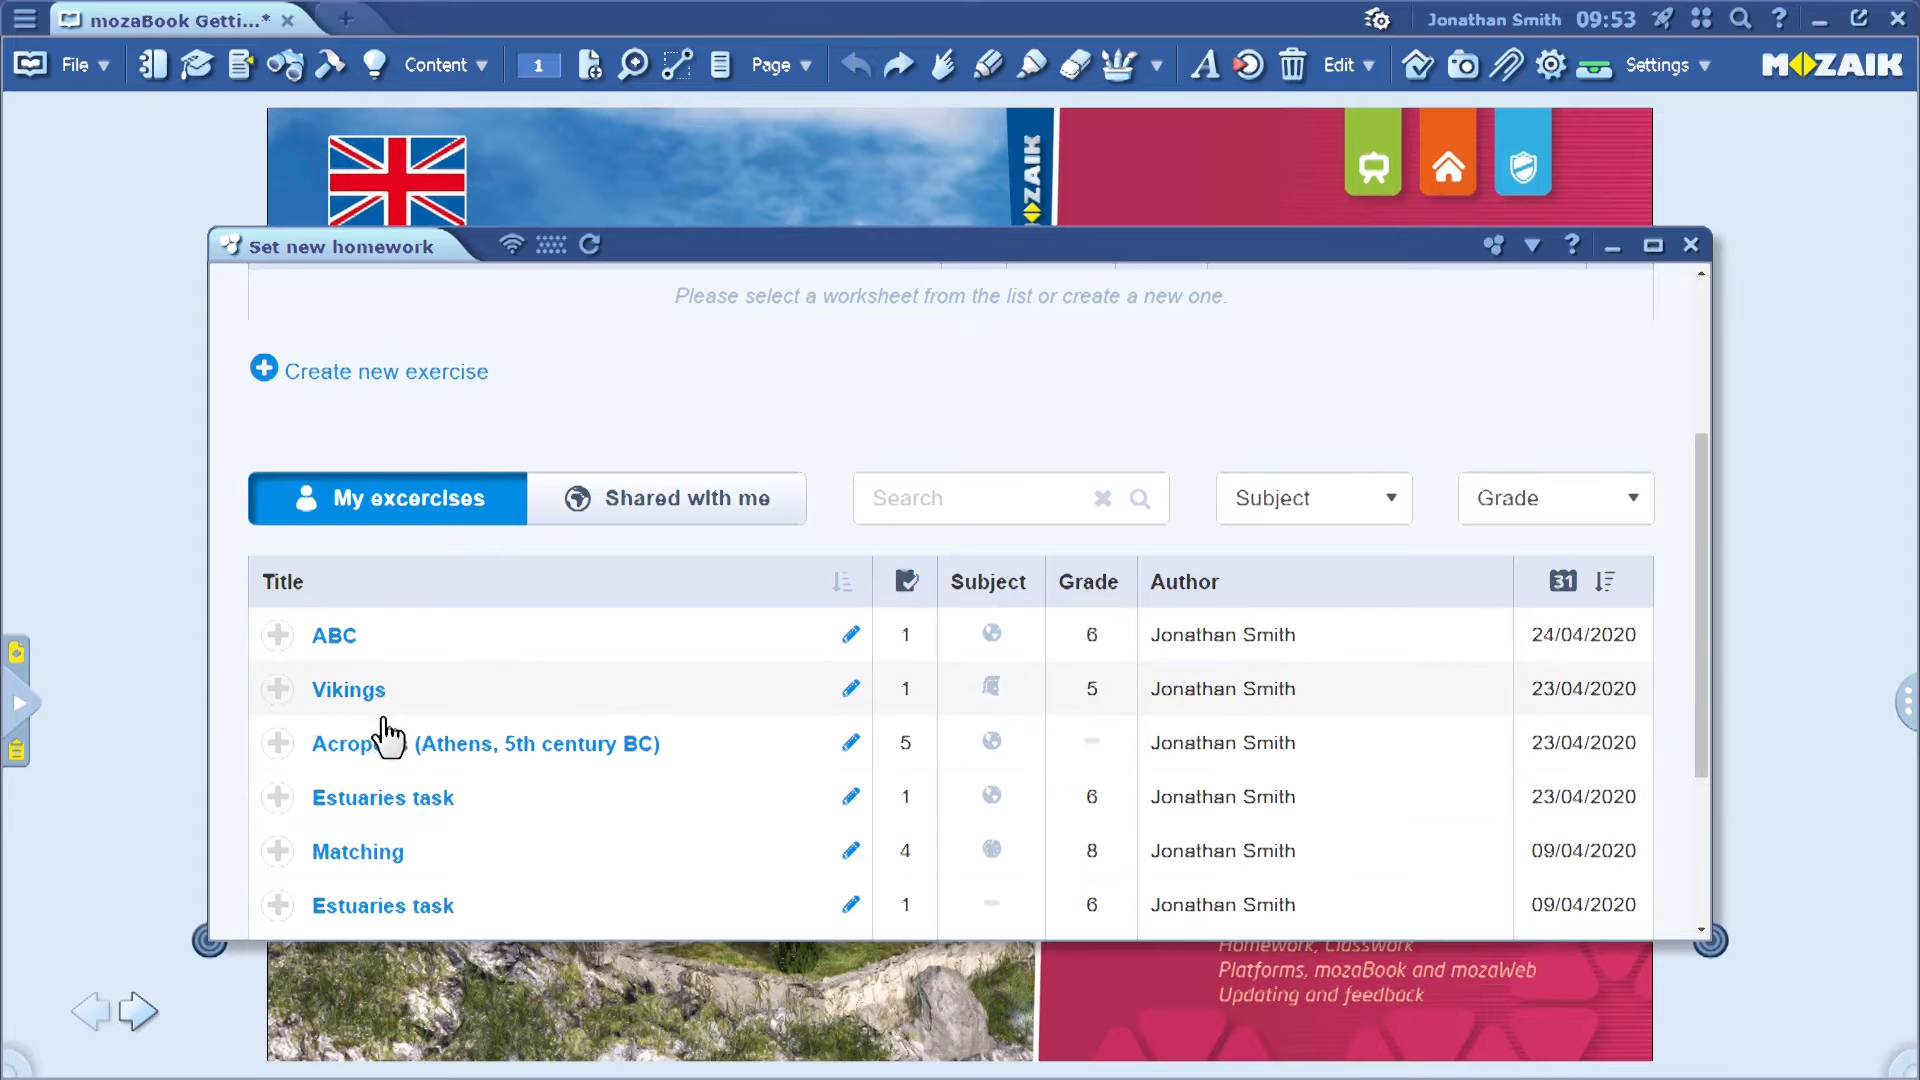 mozaBook Getti...*
Jonathan Smith 09:53
File Content 1 Page Edit Settings MOZAIK
MOZAIK
Set new homework
Please select a worksheet from the list or create a new one.
Create new exercise
My excercises Shared with me Search Subject Grade
Title Subject Grade Author 31
ABC 1 6 Jonathan Smith 24/04/2020
Vikings 1 5 Jonathan Smith 23/04/2020
(Athens, 5th century BC) 5 Jonathan Smith 23/04/2020
Estuaries task 1 6 Jonathan Smith 23/04/2020
Matching 4 8 Jonathan Smith 09/04/2020
Estuaries task 1 6 Jonathan Smith 09/04/2020
Homework, Classwork
Platforms, mozaBook and mozaWeb
Updating and feedback